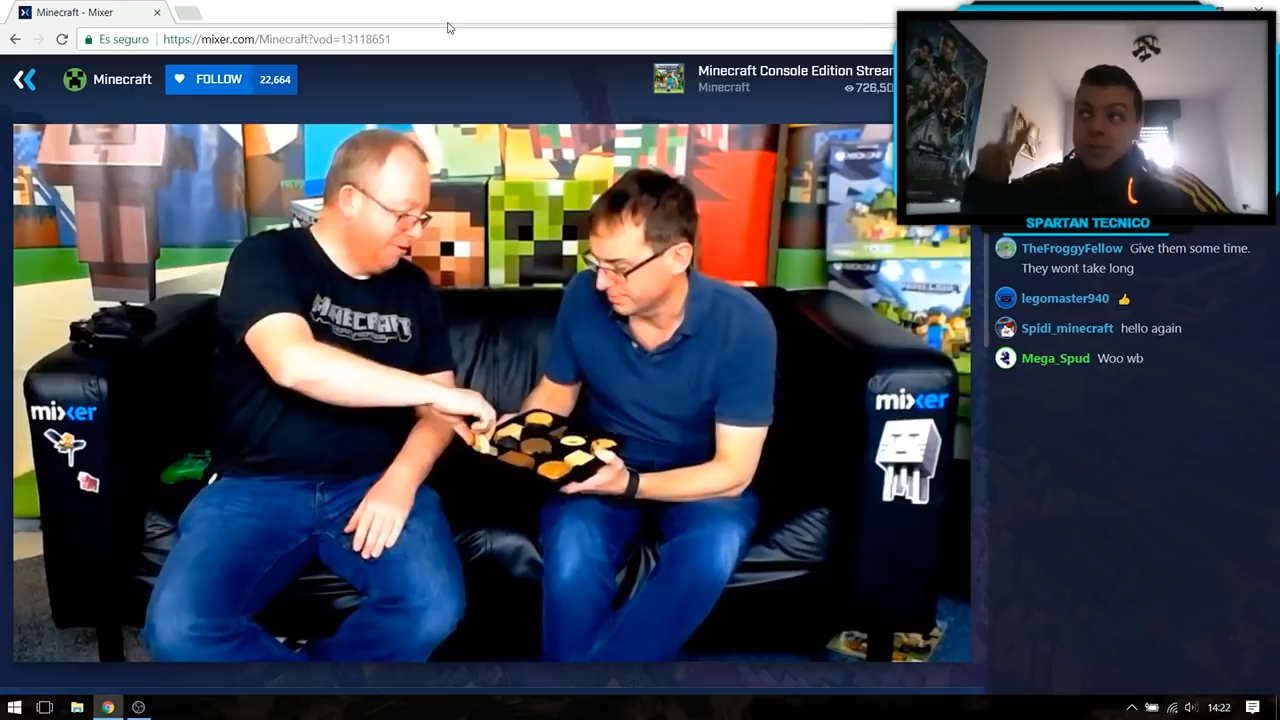 Minecraft - Mixer
Es seguro
https://mixer.com/Minecraft?vod=13118651
Minecraft
FOLLOW
22,664
Minecraft Console Edition Strea
Minecraft
726,50
MINECRAFT
mixer
mixer
XBOX ONE
SPARTAN TECNICO
TheFroggyFellow Give them some time.
They wont take long
legomaster940 👍
Spidi_minecraft hello again
Mega_Spud Woo wb
14:22